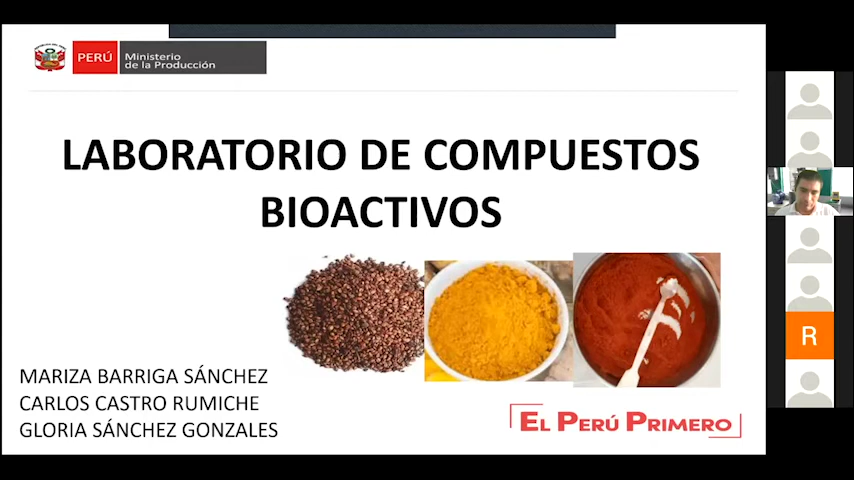 PERÚ
Ministerio
de la Producción
LABORATORIO DE COMPUESTOS
BIOACTIVOS
MARIZA BARRIGA SÁNCHEZ
CARLOS CASTRO RUMICHE
GLORIA SÁNCHEZ GONZALES
EL PERÚ PRIMERO
R